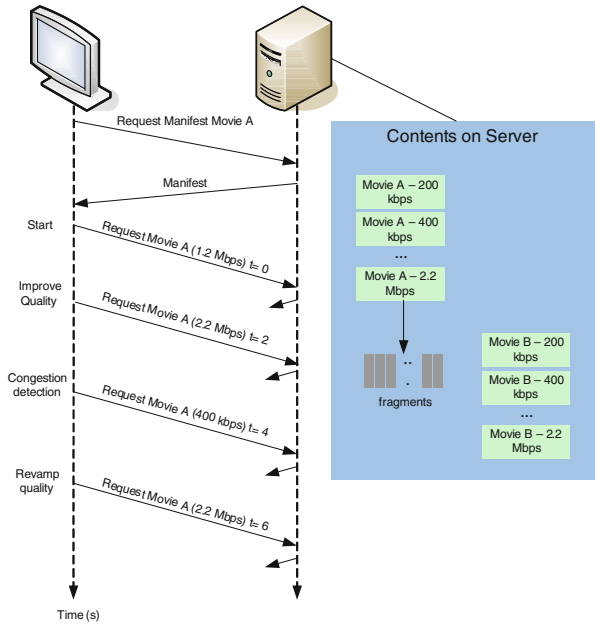 Request Manifest Movie A
Manifest
Start
Request Movie A (1.2 Mbps) t= 0
Improve
Quality
Request Movie A (2.2 Mbps) t= 2
Congestion
detection
Request Movie A (400 kbps) t= 4
Revamp
quality
Request Movie A (2.2 Mbps) t= 6
Time (s)
Contents on Server
Movie A – 200
kbps
Movie A – 400
kbps
...
Movie A – 2.2
Mbps
.. .
fragments
Movie B – 200
kbps
Movie B – 400
kbps
...
Movie B – 2.2
Mbps